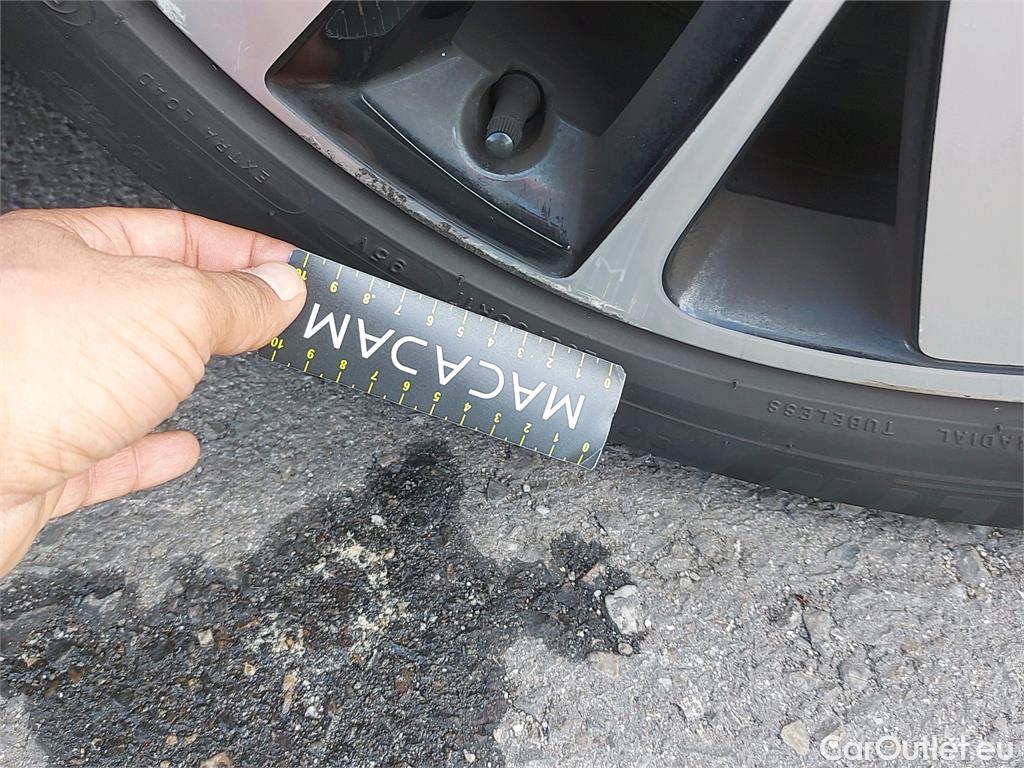 EXTRA LOAD
95V
10 9 8 7 6 5 4 3 2 1 0
MACADAM
10 9 8 7 6 5 4 3 2 1 0
TUBELESS
RADIAL
CarOutlet.eu